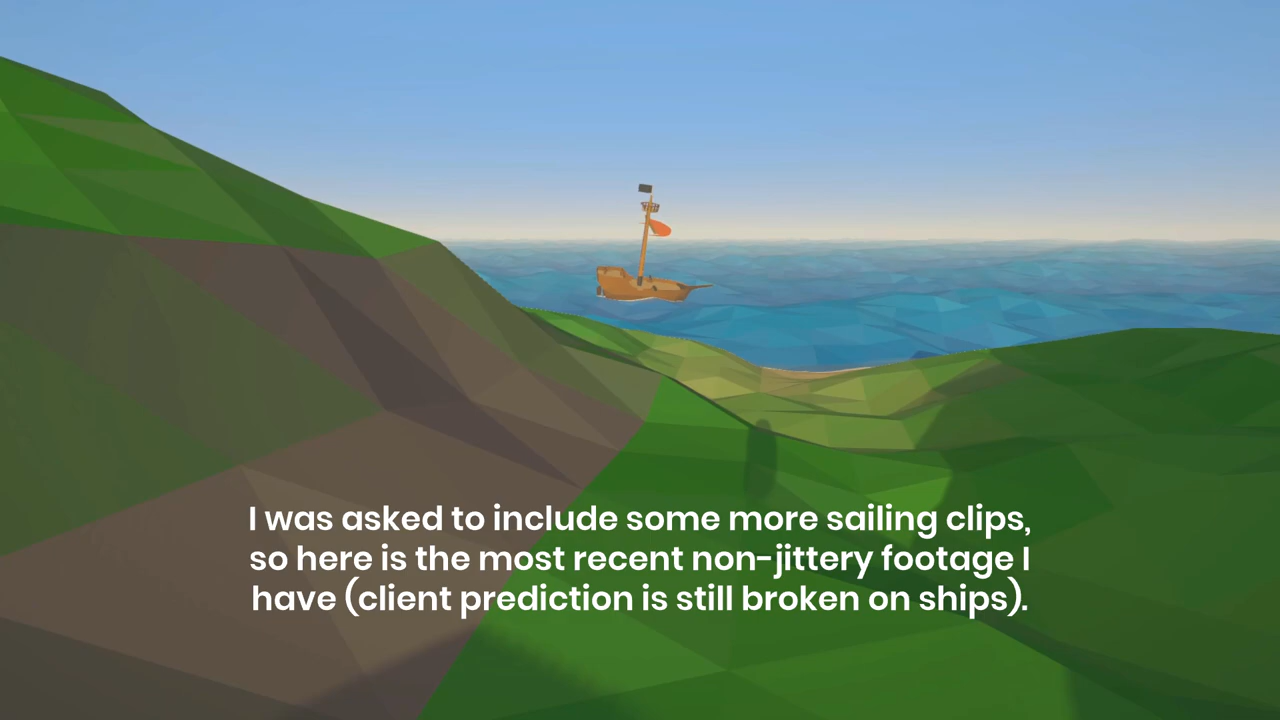 I was asked to include some more sailing clips,
so here is the most recent non-jittery footage I
have (client prediction is still broken on ships).